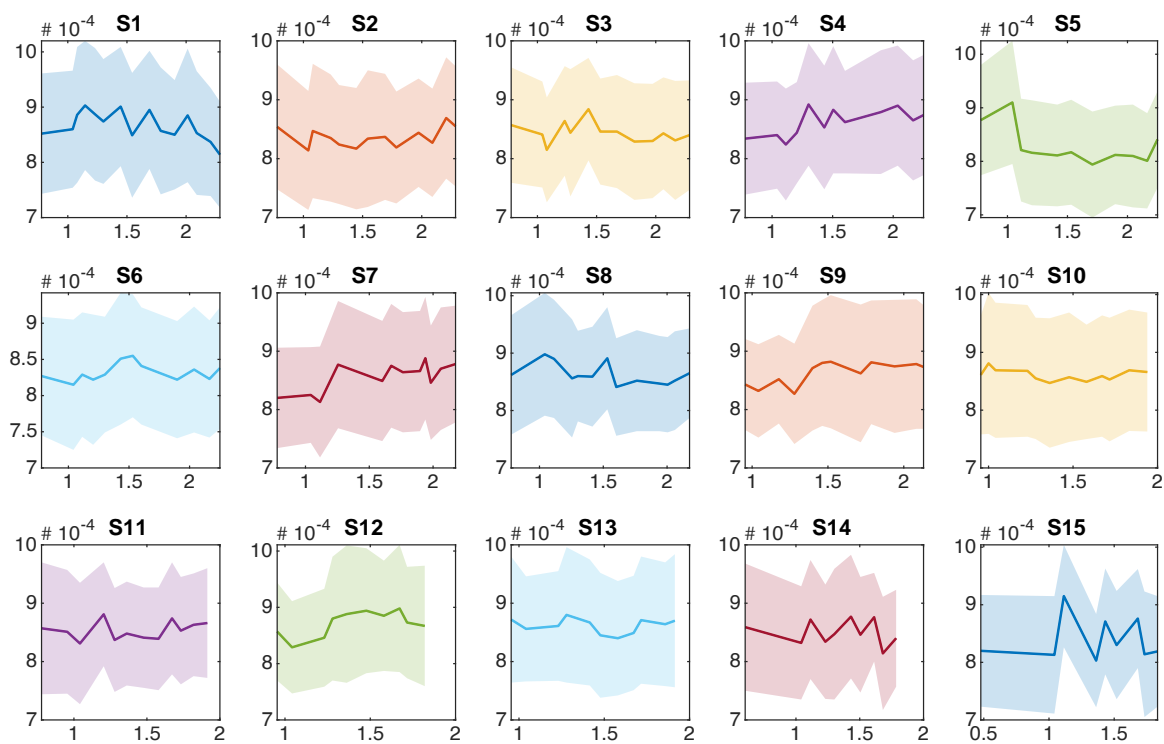 # 10⁻⁴ S1
10
9
8
7
1 1.5 2
# 10⁻⁴ S2
10
9
8
7
1 1.5 2
# 10⁻⁴ S3
10
9
8
7
1 1.5 2
# 10⁻⁴ S4
10
9
8
7
1 1.5 2
# 10⁻⁴ S5
10
9
8
7
1 1.5 2
# 10⁻⁴ S6
9
8.5
8
7.5
1 1.5 2
# 10⁻⁴ S7
10
9
8
7
1 1.5 2
# 10⁻⁴ S8
10
9
8
7
1 1.5 2
# 10⁻⁴ S9
10
9
8
7
1 1.5 2
# 10⁻⁴ S10
10
9
8
7
1 1.5 2
# 10⁻⁴ S11
10
9
8
7
1 1.5 2
# 10⁻⁴ S12
10
9
8
7
1 1.5 2
# 10⁻⁴ S13
10
9
8
7
1 1.5 2
# 10⁻⁴ S14
10
9
8
7
1 1.5 2
# 10⁻⁴ S15
10
9
8
7
0.5 1 1.5